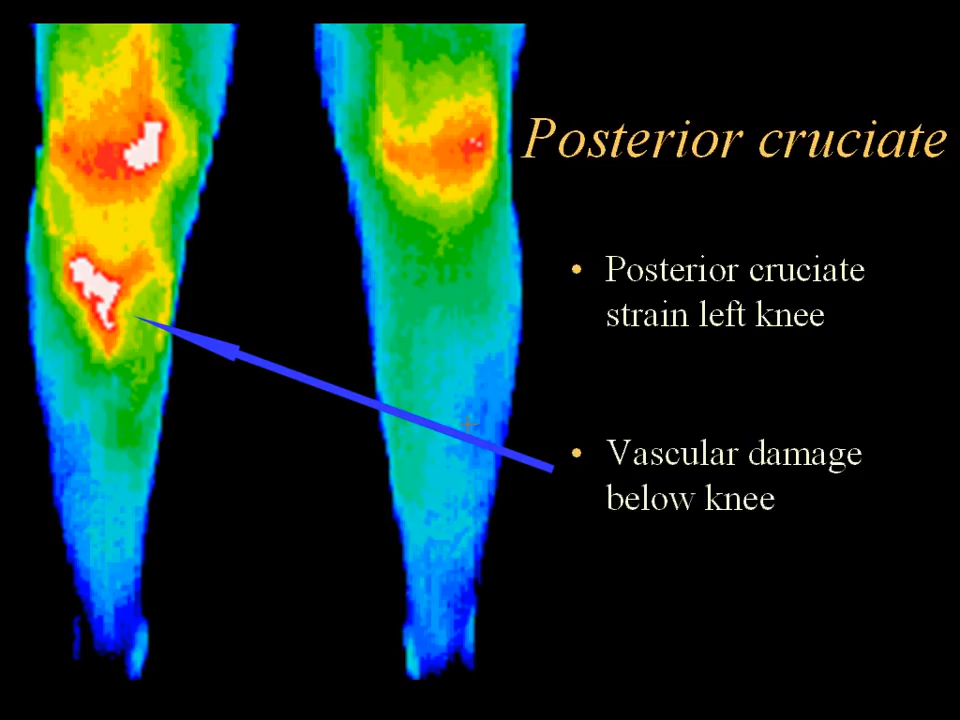 Posterior cruciate
• Posterior cruciate
strain left knee
• Vascular damage
below knee